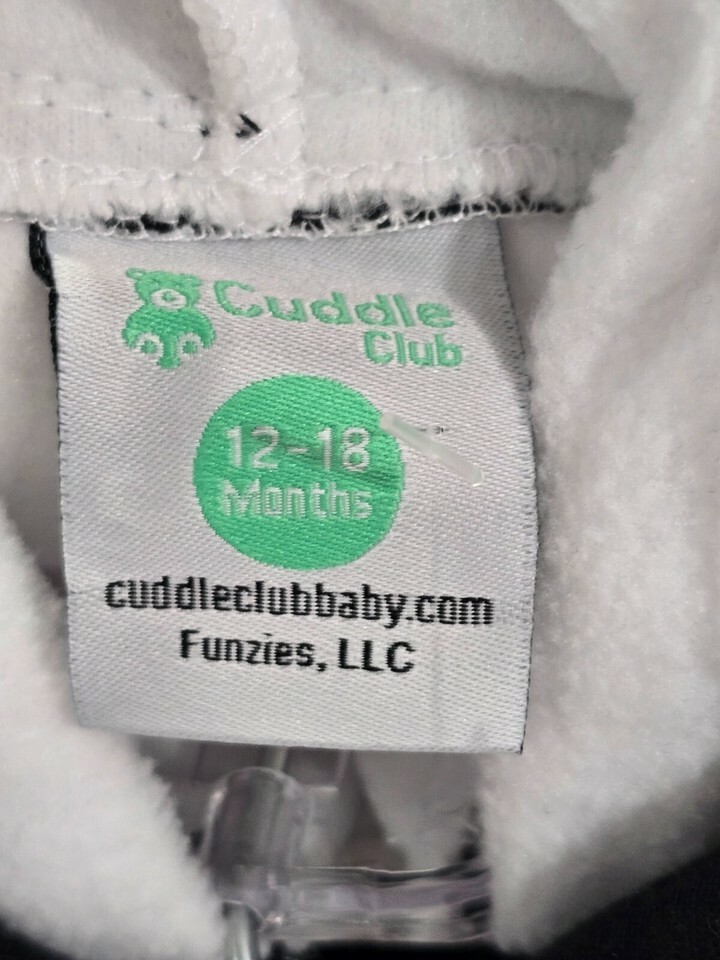 Cuddle
Club
12-18
Months
cuddleclubbaby.com
Funzies, LLC